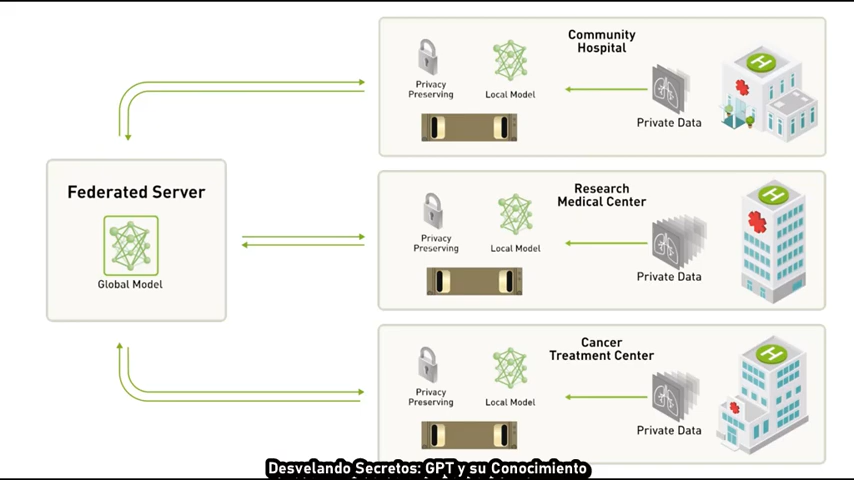 Community
Hospital
Privacy
Preserving
Local Model
Private Data
H
Federated Server
Global Model
Research
Medical Center
Privacy
Preserving
Local Model
Private Data
H
Cancer
Treatment Center
Privacy
Preserving
Local Model
Private Data
H
Desvelando Secretos: GPT y su Conocimiento